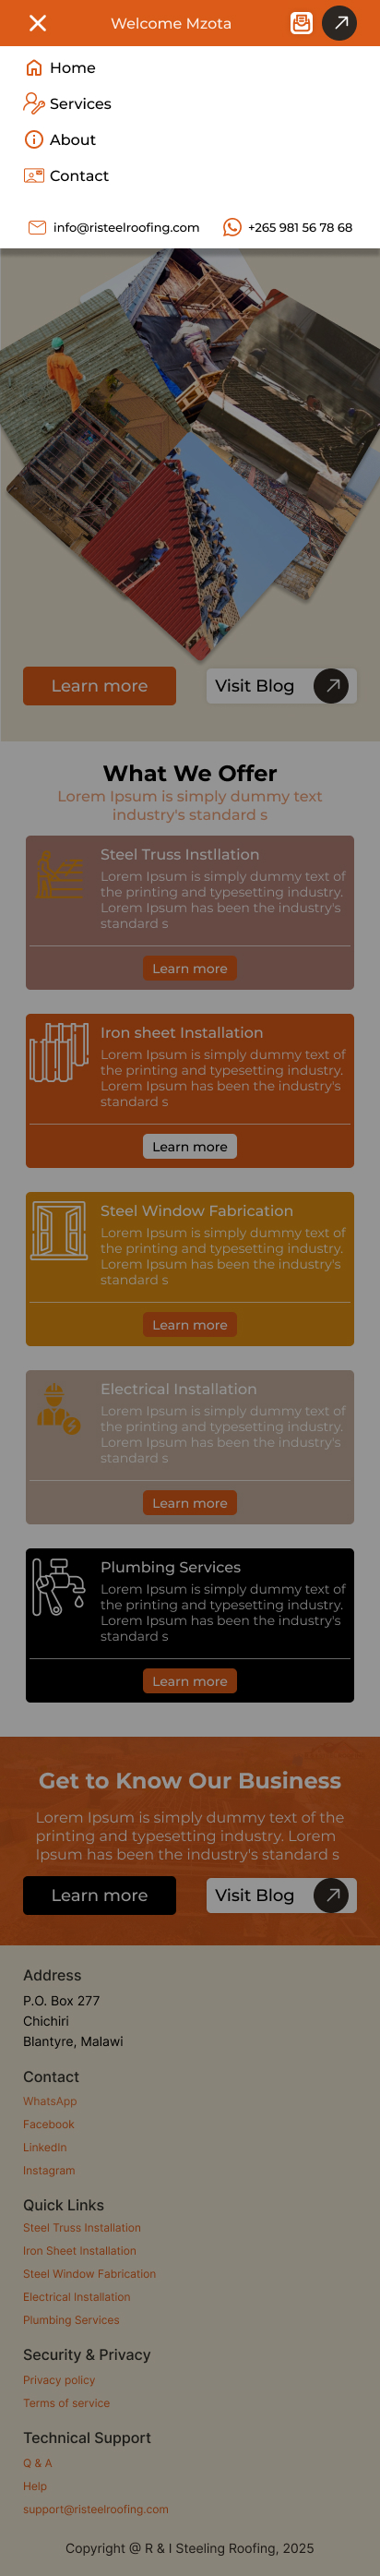 Welcome Mzota
Home
Services
About
Contact
info@risteelroofing.com
+265 981 56 78 68
Learn more
Visit Blog
What We Offer
Lorem Ipsum is simply dummy text
industry's standard s
Steel Truss Instllation
Lorem Ipsum is simply dummy text of
the printing and typesetting industry.
Lorem Ipsum has been the industry's
standard s
Learn more
Iron sheet Installation
Lorem Ipsum is simply dummy text of
the printing and typesetting industry.
Lorem Ipsum has been the industry's
standard s
Learn more
Steel Window Fabrication
Lorem Ipsum is simply dummy text of
the printing and typesetting industry.
Lorem Ipsum has been the industry's
standard s
Learn more
Electrical Installation
Lorem Ipsum is simply dummy text of
the printing and typesetting industry.
Lorem Ipsum has been the industry's
standard s
Learn more
Plumbing Services
Lorem Ipsum is simply dummy text of
the printing and typesetting industry.
Lorem Ipsum has been the industry's
standard s
Learn more
Get to Know Our Business
Lorem Ipsum is simply dummy text of the
printing and typesetting industry. Lorem
Ipsum has been the industry's standard s
Learn more
Visit Blog
Address
P.O. Box 277
Chichiri
Blantyre, Malawi
Contact
WhatsApp
Facebook
LinkedIn
Instagram
Quick Links
Steel Truss Installation
Iron Sheet Installation
Steel Window Fabrication
Electrical Installation
Plumbing Services
Security & Privacy
Privacy policy
Terms of service
Technical Support
Q & A
Help
support@risteelroofing.com
Copyright @ R & I Steeling Roofing, 2025